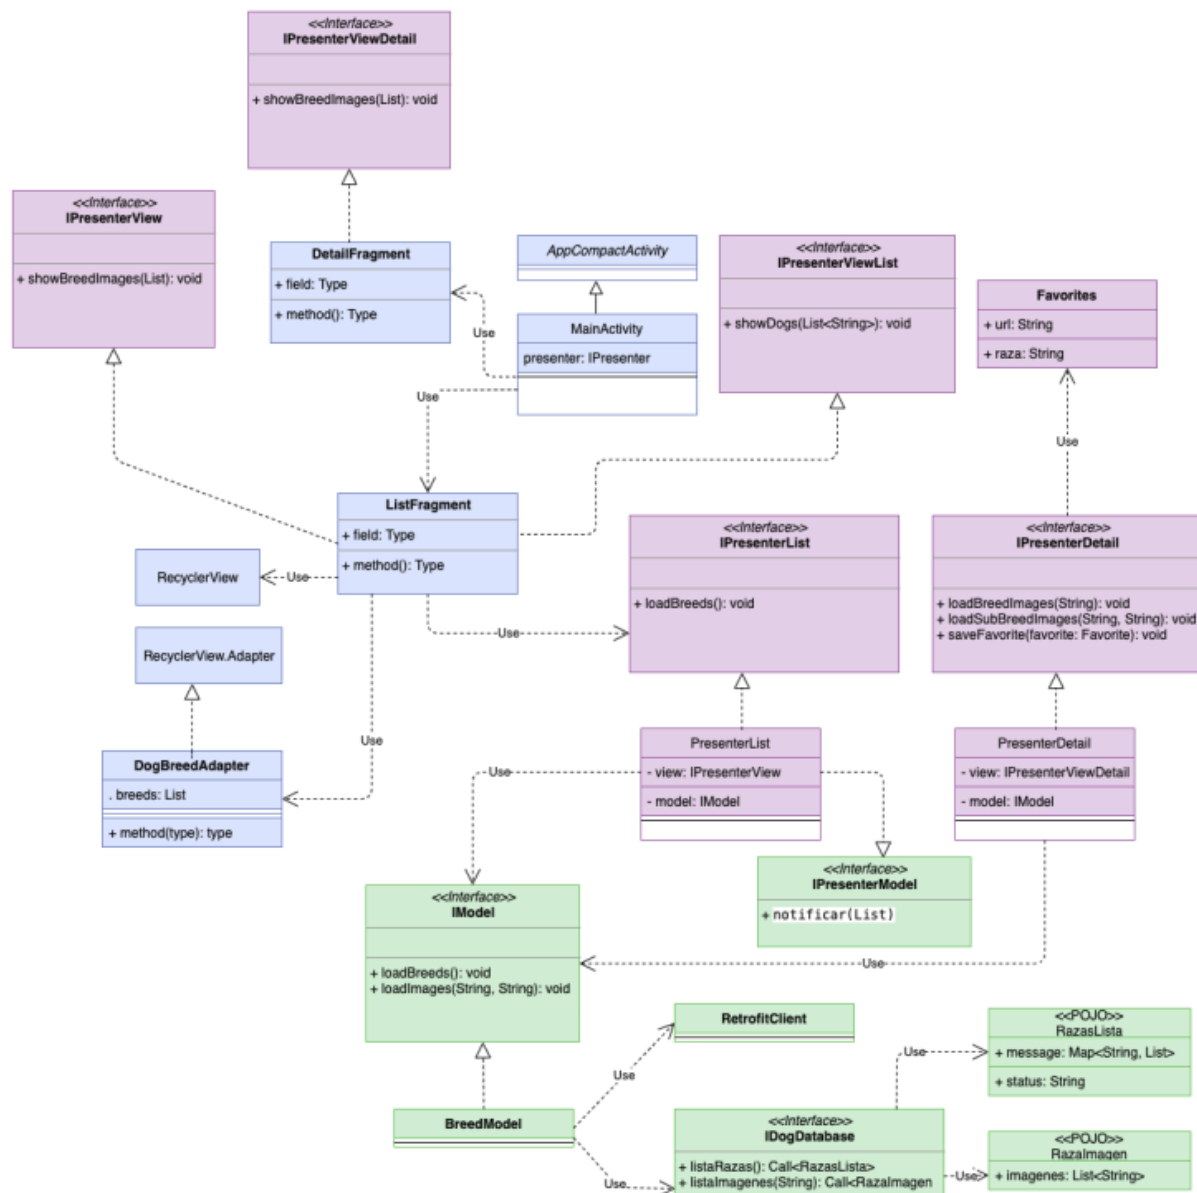 <<Interface>>
IPresenterViewDetail
+ showBreedImages(List): void
<<Interface>>
IPresenterView
+ showBreedImages(List): void
DetailFragment
+ field: Type
+ method(): Type
AppCompactActivity
MainActivity
presenter: IPresenter
Use
Use
<<Interface>>
IPresenterViewList
+ showDogs(List<String>): void
Favorites
+ url: String
+ raza: String
Use
ListFragment
+ field: Type
+ method(): Type
RecyclerView
Use
RecyclerView.Adapter
Use
Use
DogBreedAdapter
. breeds: List
+ method(type): type
<<Interface>>
IPresenterList
+ loadBreeds(): void
<<Interface>>
IPresenterDetail
+ loadBreedImages(String): void
+ loadSubBreedImages(String, String): void
+ saveFavorite(favorite: Favorite): void
PresenterList
- view: IPresenterView
- model: IModel
Use
PresenterDetail
- view: IPresenterViewDetail
- model: IModel
<<Interface>>
IPresenterModel
+ notificar(List)
Use
<<Interface>>
IModel
+ loadBreeds(): void
+ loadImages(String, String): void
RetrofitClient
Use
BreedModel
Use
<<Interface>>
IDogDatabase
+ listaRazas(): Call<RazasLista>
+ listaImagenes(String): Call<RazaImagen
Use
<<POJO>>
RazasLista
+ message: Map<String, List>
+ status: String
Use
<<POJO>>
RazaImagen
+ imagenes: List<String>